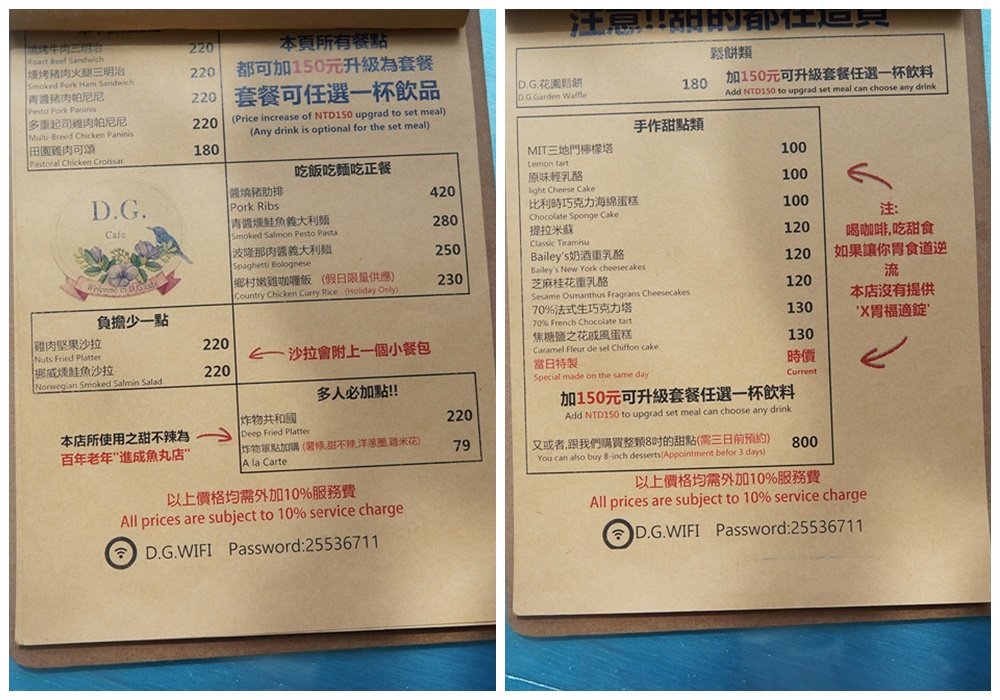 燒烤牛肉三明治 220
Roast Beef Sandwich
燻烤豬肉火腿三明治 220
Smoked Pork Ham Sandwich
青醬豬肉帕尼尼 220
Pesto Pork Paninis
多重起司雞肉帕尼尼 220
Multi-Breed Chicken Paninis
田園雞肉可頌 180
Pastoral Chicken Croissar
本頁所有餐點
都可加150元升級為套餐
套餐可任選一杯飲品
(Price increase of NTD150 upgrad to set meal)
(Any drink is optional for the set meal)
D.G.
Cafe
Welcome to D.G.cafe
吃飯吃麵吃正餐
醬燒豬肋排 420
Pork Ribs
青醬燻鮭魚義大利麵 280
Smoked Salmon Pesto Pasta
波隆那肉醬義大利麵 250
Spaghetti Bolognese
鄉村嫩雞咖哩飯 (假日限量供應) 230
Country Chicken Curry Rice (Holiday Only)
負擔少一點
雞肉堅果沙拉 220
Nuts Fried Platter
挪威燻鮭魚沙拉 220
Norwegian Smoked Salmin Salad
沙拉會附上一個小餐包
多人必加點!!
炸物共和國 220
Deep Fried Platter
炸物單點加購 (薯條,甜不辣,洋蔥圈,雞米花) 79
A la Carte
本店所使用之甜不辣為
百年老年"進成魚丸店"
以上價格均需外加10%服務費
All prices are subject to 10% service charge
D.G.WIFI Password:25536711
注意!!甜的都在這頁
鬆餅類
D.G.花園鬆餅 180
D.G.Garden Waffle
加150元可升級套餐任選一杯飲料
Add NTD150 to upgrad set meal can choose any drink
手作甜點類
MIT三地門檸檬塔 100
Lemon tart
原味輕乳酪 100
light Cheese Cake
比利時巧克力海綿蛋糕 100
Chocolate Sponge Cake
提拉米蘇 120
Classic Tiramisu
Bailey's奶酒重乳酪 120
Bailey's New York cheesecakes
芝麻桂花重乳酪 120
Sesame Osmanthus Fragrans Cheesecakes
70%法式生巧克力塔 130
70% French Chocolate tart
焦糖鹽之花戚風蛋糕 130
Caramel Fleur de sel Chiffon cake
當日特製 時價
Special made on the same day Current
加150元可升級套餐任選一杯飲料
Add NTD150 to upgrad set meal can choose any drink
又或者,跟我們購買整顆8吋的甜點(需三日前預約) 800
You can also buy 8-inch desserts(Appointment befor 3 days)
注:
喝咖啡,吃甜食
如果讓你胃食道逆
流
本店沒有提供
'X胃福適錠'
以上價格均需外加10%服務費
All prices are subject to 10% service charge
D.G.WIFI Password:25536711